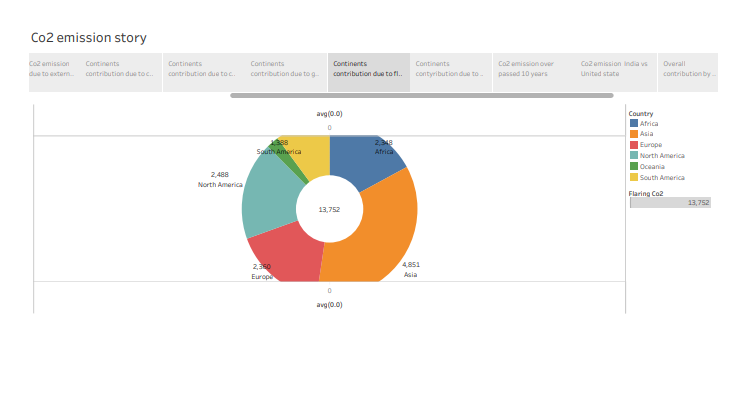 Co2 emission story
Co2 emission
due to extern..
Continents
contribution due to c..
Continents
contribution due to c..
Continents
contribution due to g..
Continents
contribution due to fl..
Continents
contyribution due to ..
Co2 emission over
passed 10 years
Co2 emission India vs
United state
Overall
contribution by ..
avg(0.0)
0
1,388
South America
2,348
Africa
2,488
North America
13,752
2,360
Europe
4,851
Asia
0
avg(0.0)
Country
Africa
Asia
Europe
North America
Oceania
South America
Flaring Co2
13,752